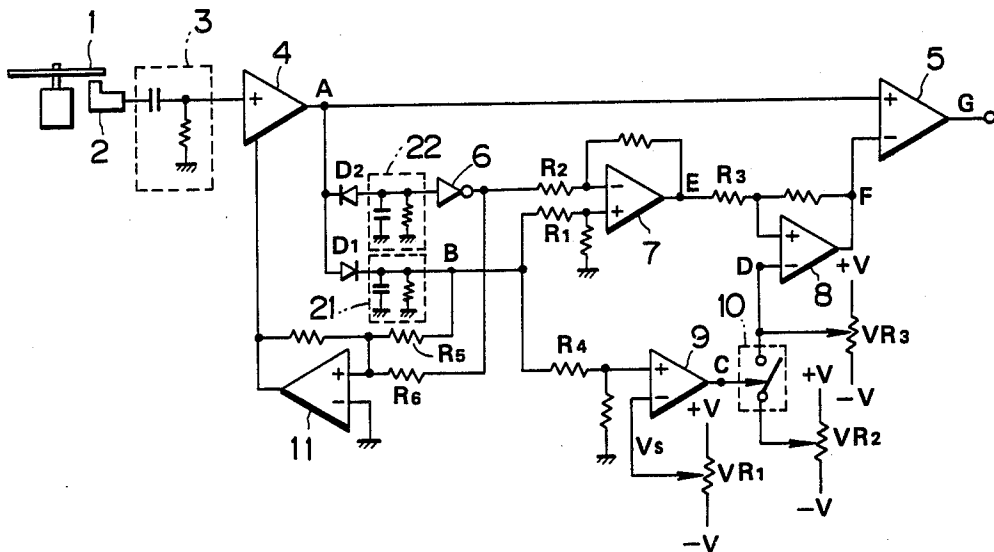 1
3
4
5
A
G
+
+
−
2
22
6
D2
R2
E
R3
F
−
+
R1
7
D1
B
21
+
−
8
D
+V
10
VR3
R5
R4
9
C
+V
−V
+
−
R6
+
−
11
+V
VR2
Vs
VR1
−V
−V